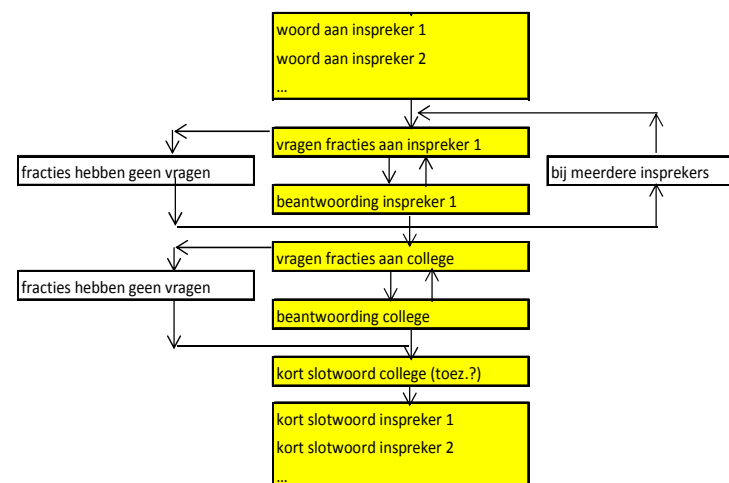 woord aan inspreker 1
woord aan inspreker 2
...
vragen fracties aan inspreker 1
fracties hebben geen vragen
bij meerdere insprekers
beantwoording inspreker 1
vragen fracties aan college
fracties hebben geen vragen
beantwoording college
kort slotwoord college (toez.?)
kort slotwoord inspreker 1
kort slotwoord inspreker 2
...